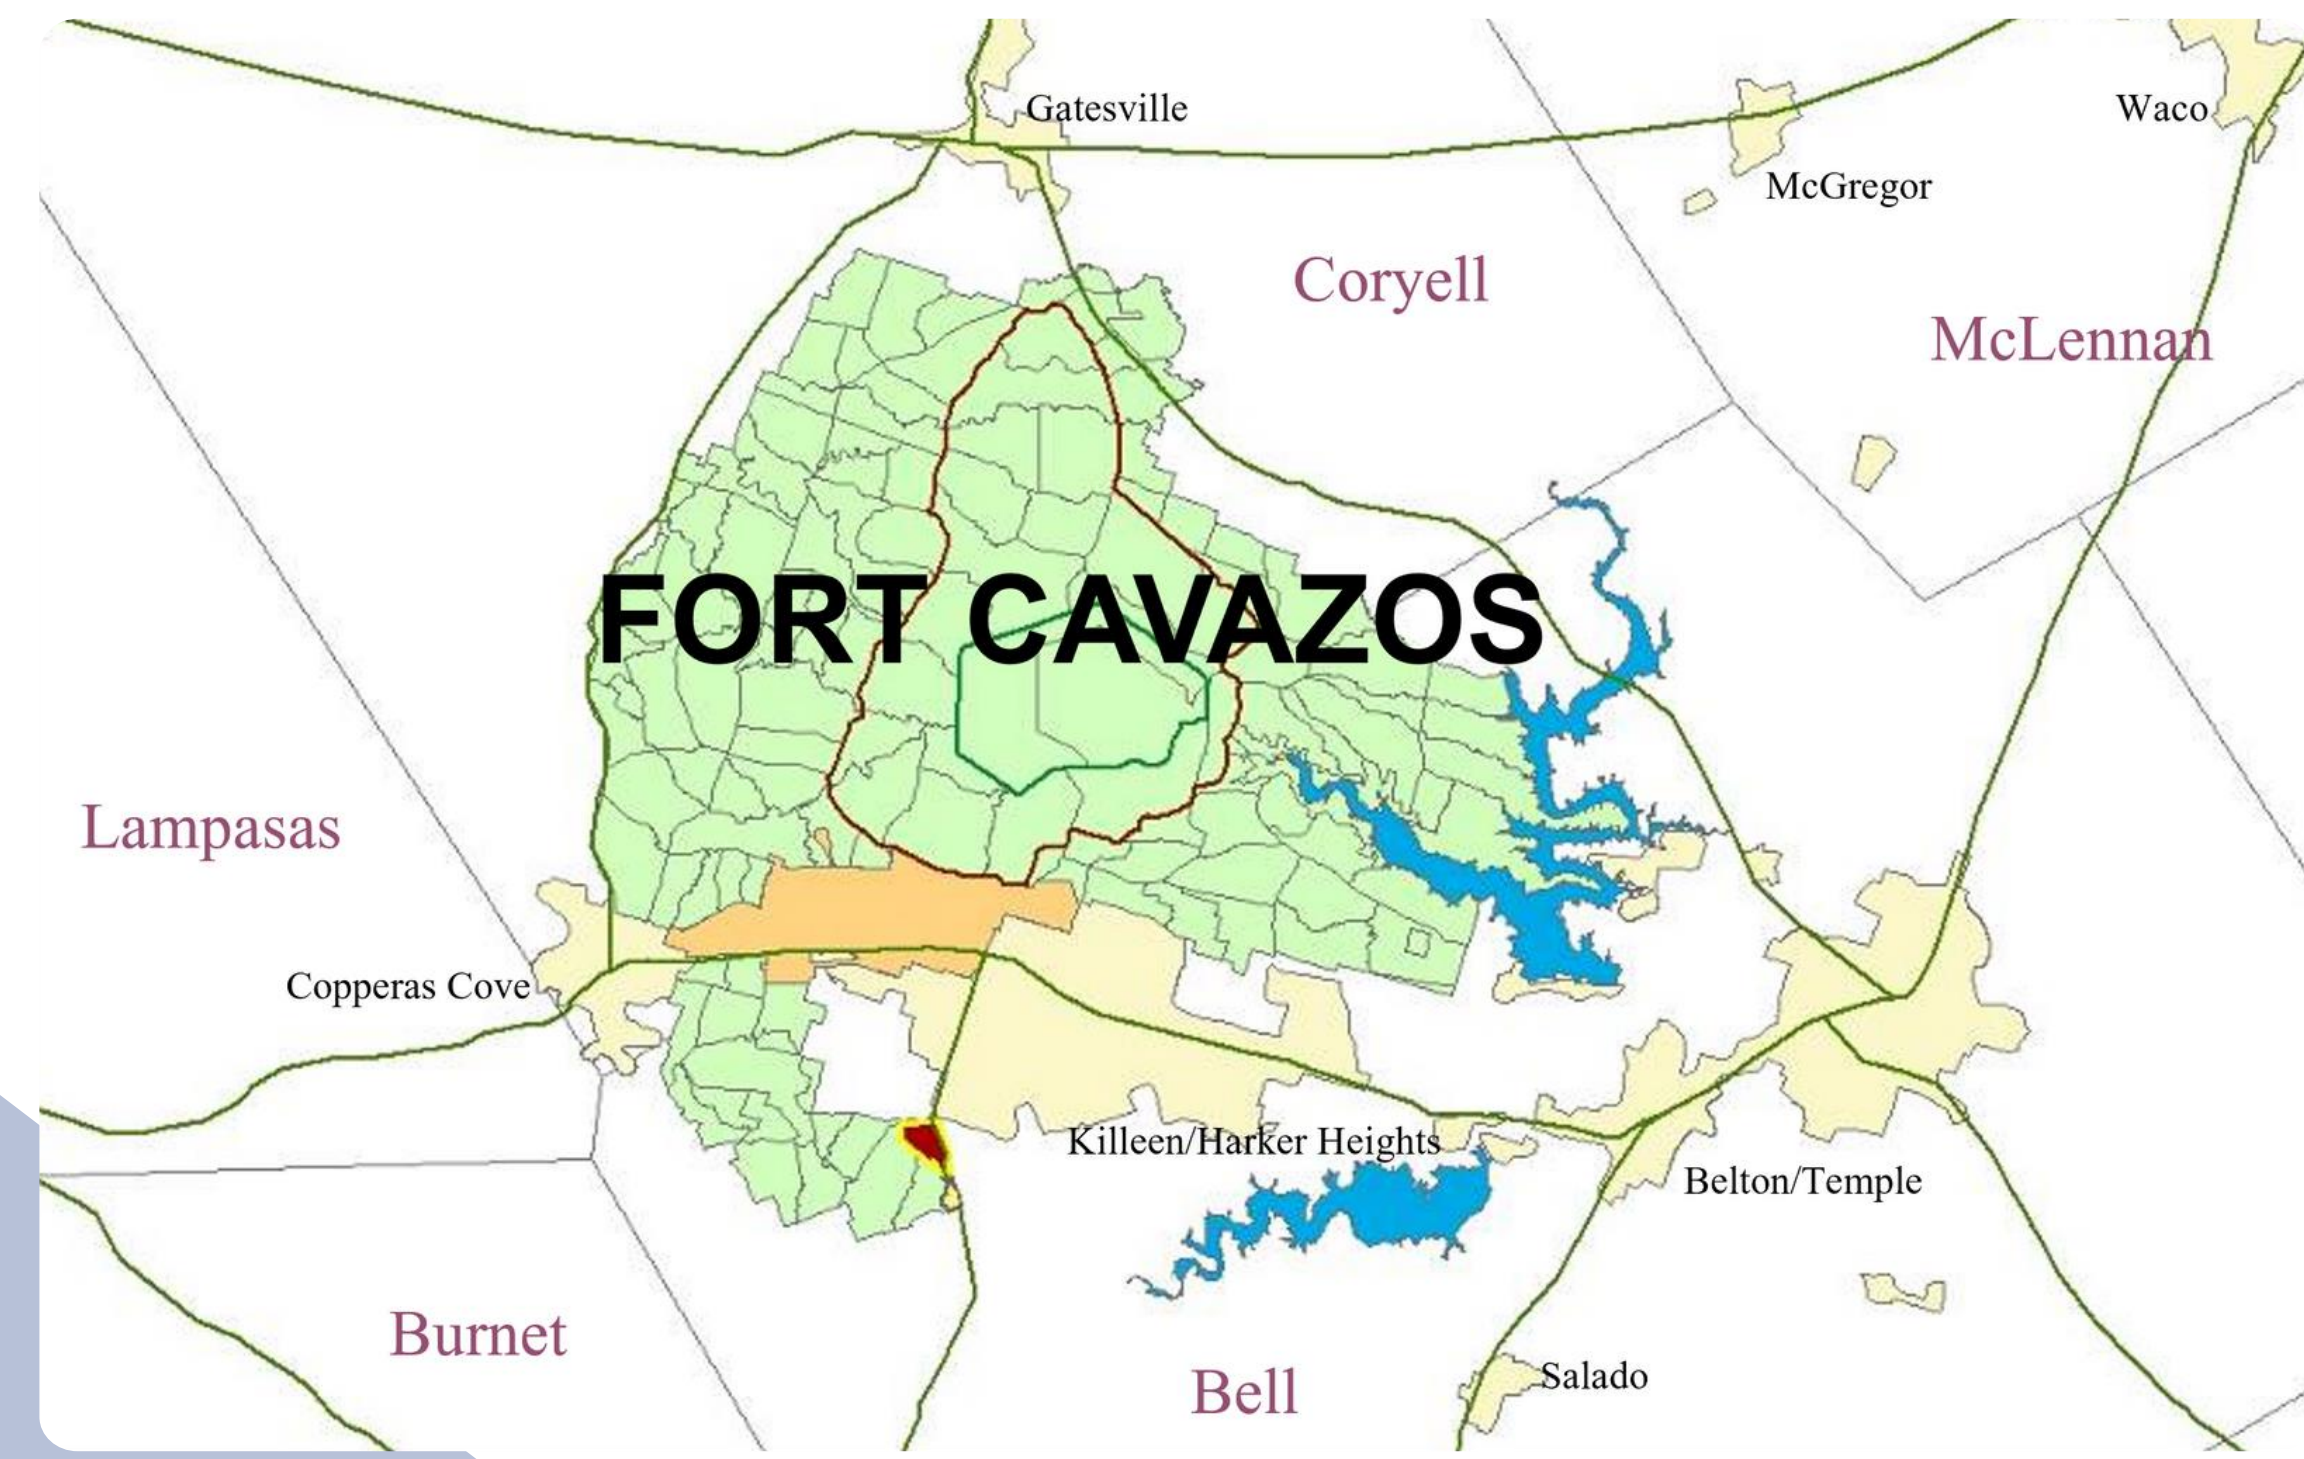 Gatesville
Waco
McGregor
Coryell
McLennan
FORT CAVAZOS
Lampasas
Copperas Cove
Killeen/Harker Heights
Belton/Temple
Burnet
Bell
Salado